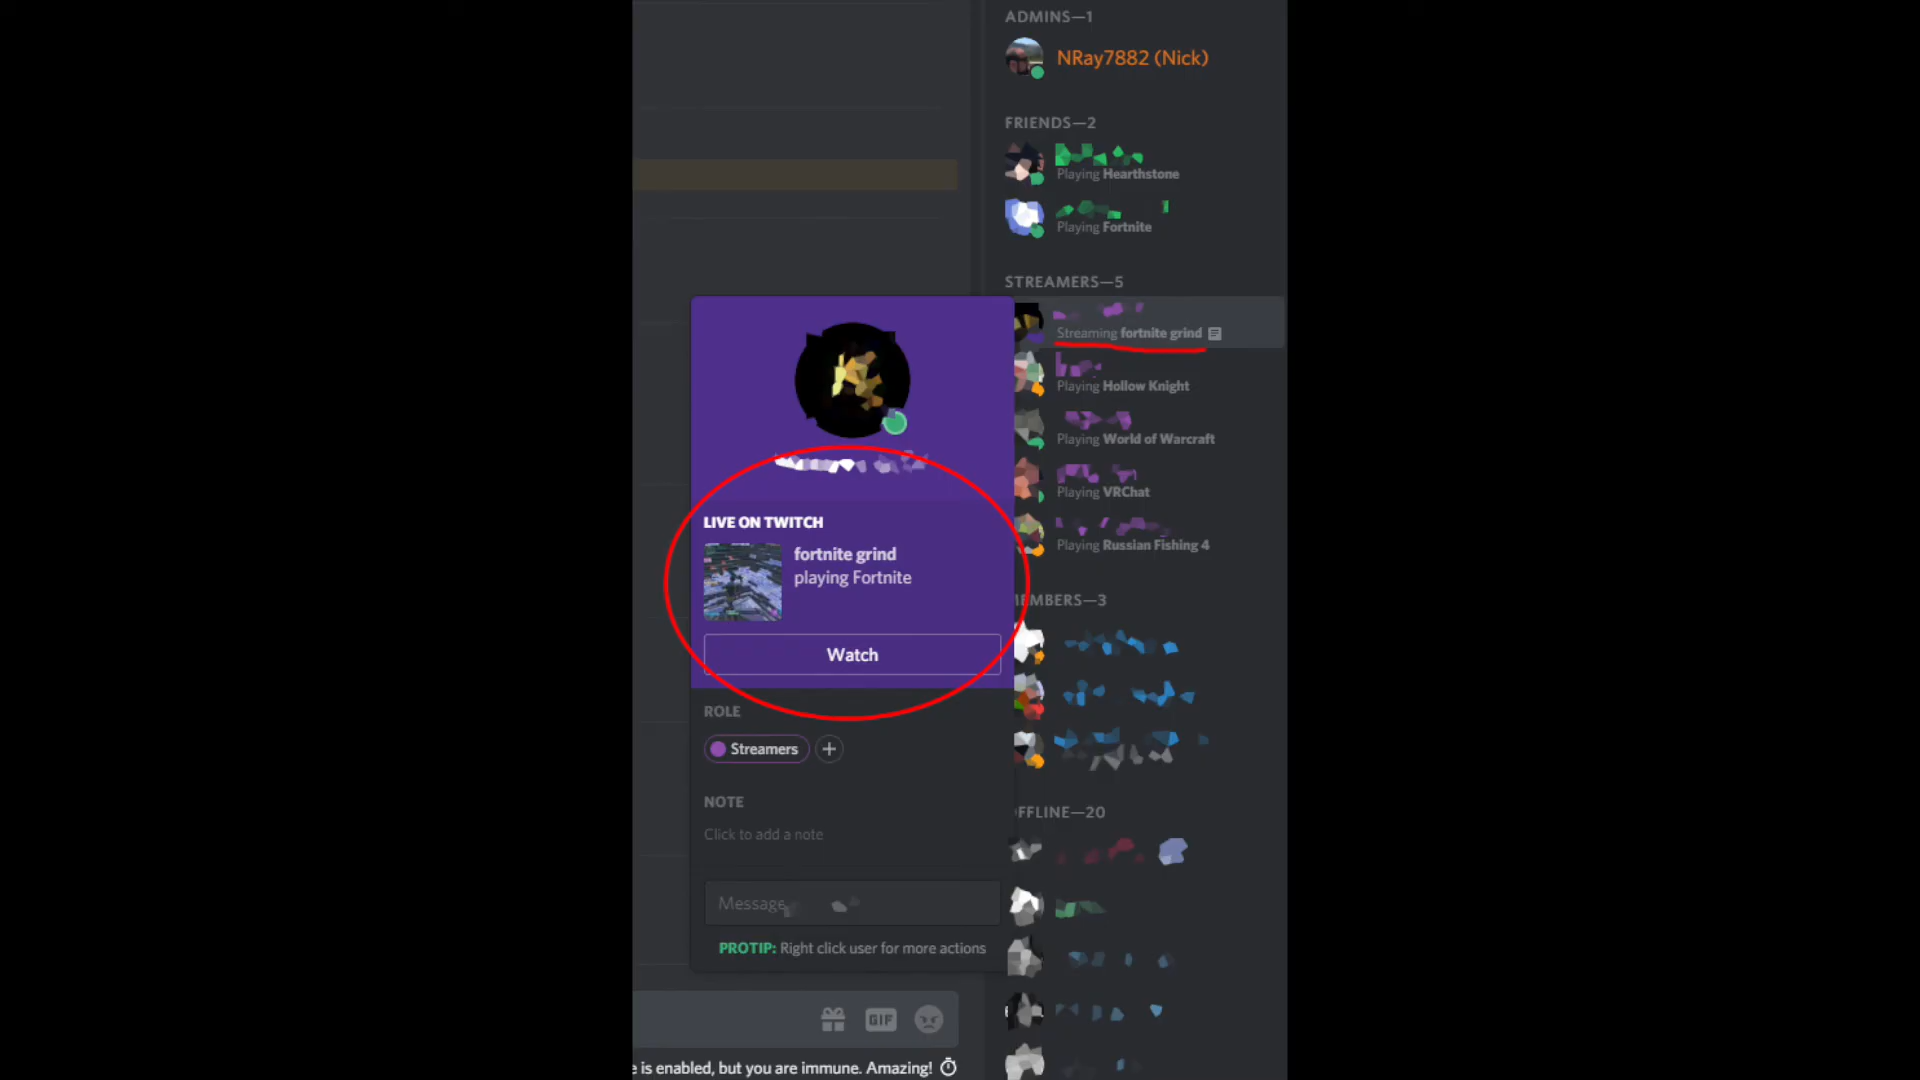 ADMINS—1
NRay7882 (Nick)
FRIENDS—2
Playing Hearthstone
Playing Fortnite
STREAMERS—5
Streaming fortnite grind
Playing Hollow Knight
Playing World of Warcraft
Playing VRChat
Playing Russian Fishing 4
LIVE ON TWITCH
fortnite grind
playing Fortnite
Watch
ROLE
Streamers
NOTE
Click to add a note
Message
PROTIP: Right click user for more actions
EMBERS—3
FFLINE—20
GIF
e is enabled, but you are immune. Amazing!